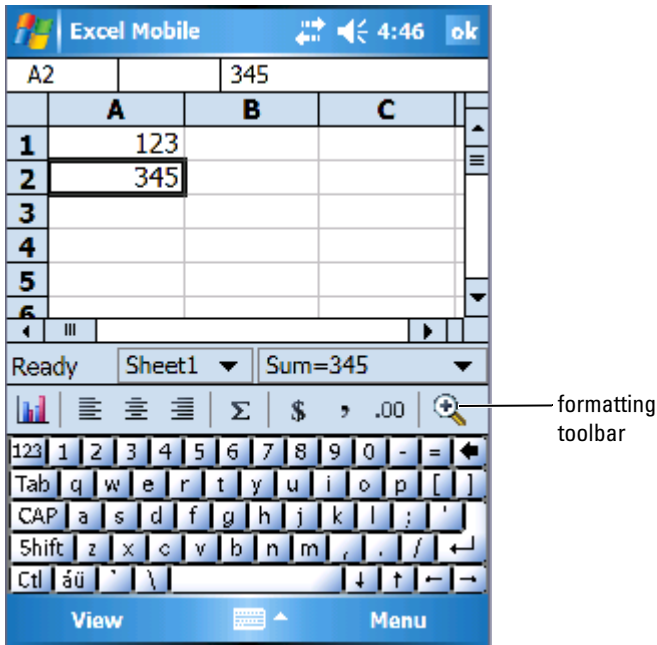 Excel Mobile 4:46 ok
A2 345
A B C
1 123
2 345
3
4
5
6
Ready Sheet1 Sum=345
Σ $ , .00
formatting
toolbar
123 1 2 3 4 5 6 7 8 9 0 - =
Tab q w e r t y u i o p [ ]
CAP a s d f g h j k l ; '
Shift z x c v b n m , . /
Ctl áü ` \
View Menu